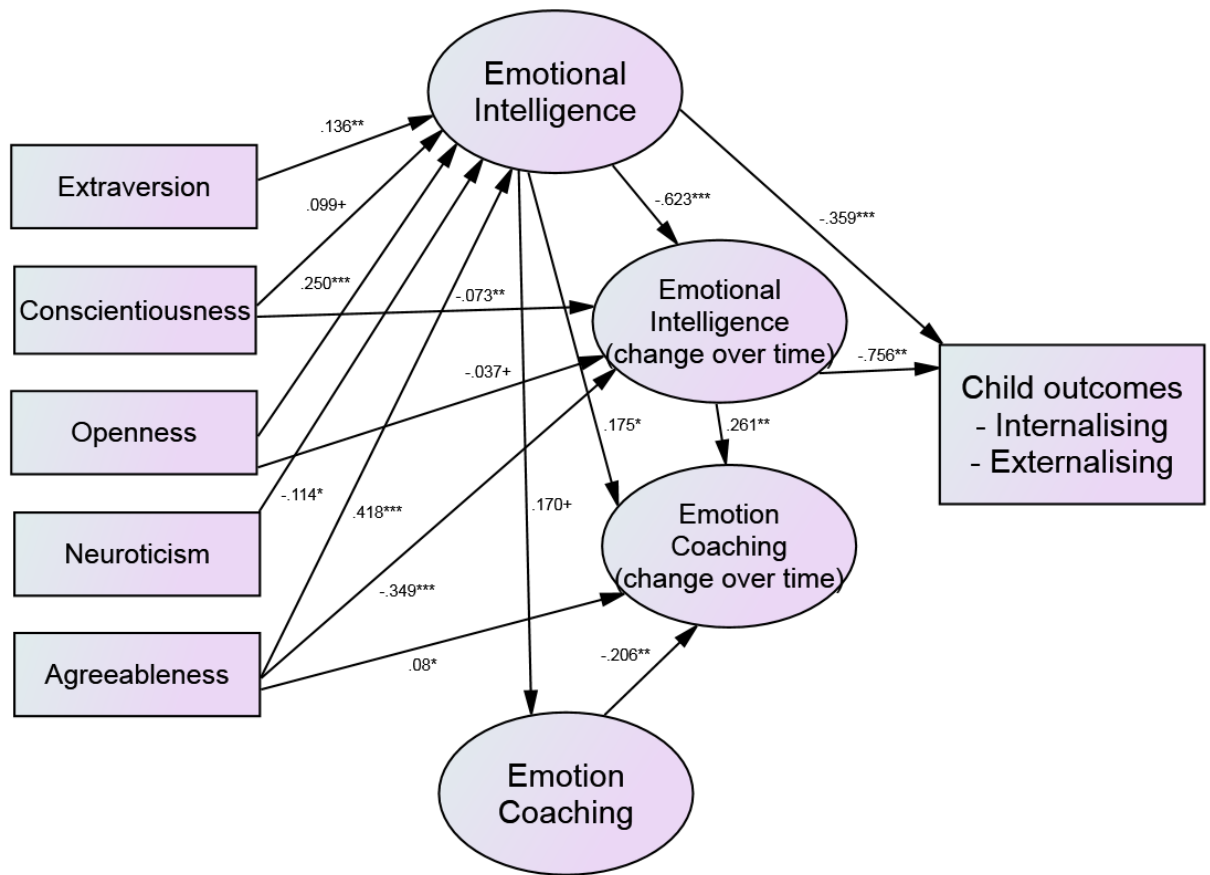 Emotional
Intelligence
.136**
Extraversion
.099+
-.623***
-.359***
Conscientiousness
.250***
-.073**
Emotional
Intelligence
(change over time)
-.756**
-.037+
Child outcomes
- Internalising
- Externalising
Openness
.175*
.261**
-.114*
.418***
.170+
Neuroticism
Emotion
Coaching
(change over time)
-.349***
Agreeableness
.08*
-.206**
Emotion
Coaching